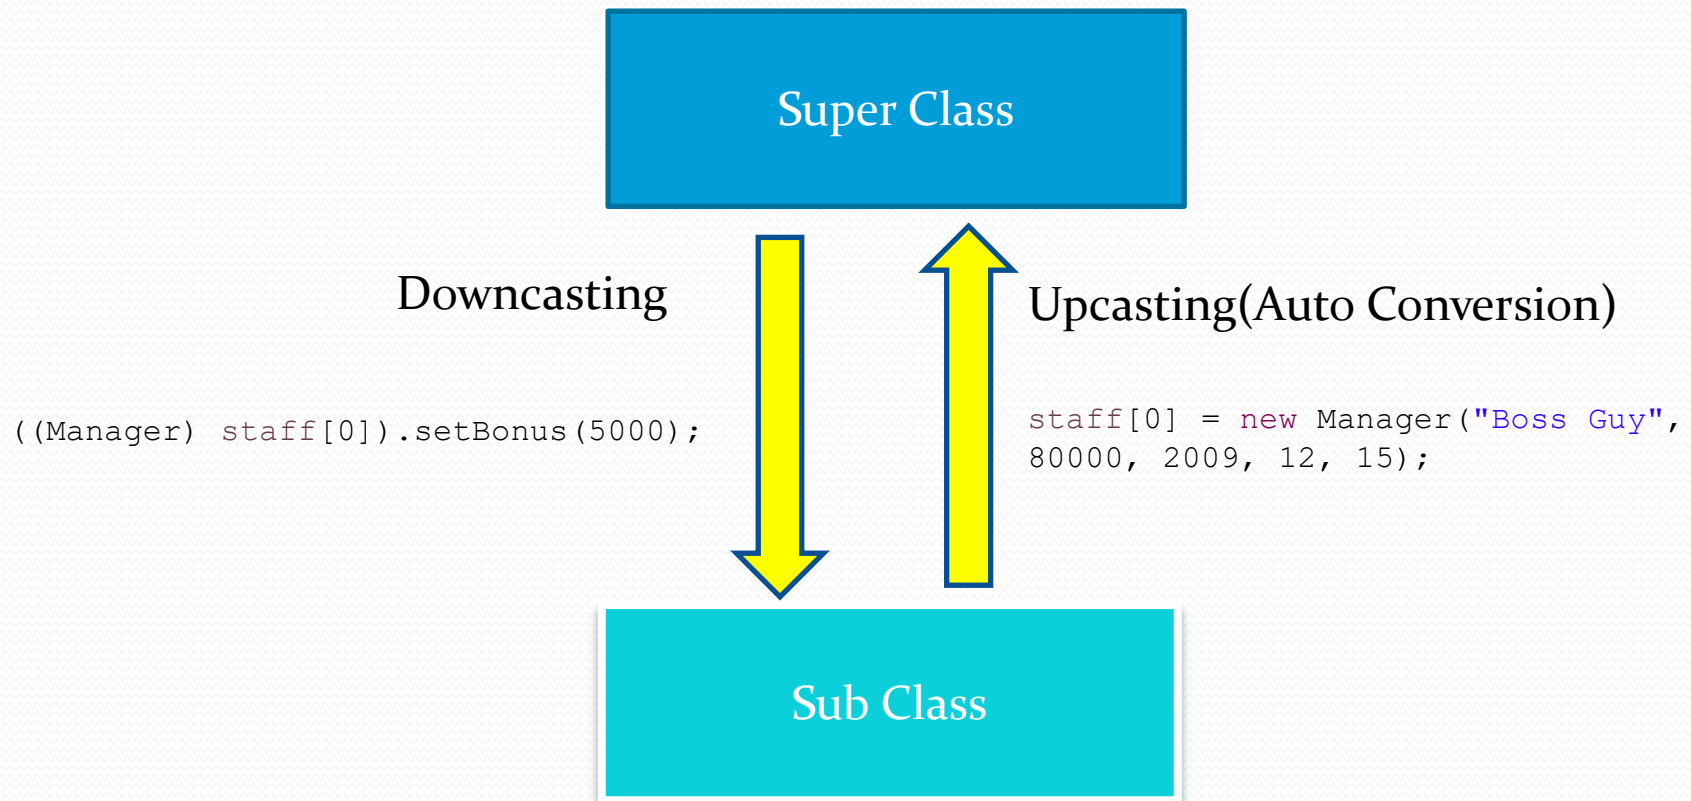 Super Class
Downcasting
Upcasting(Auto Conversion)
((Manager) staff[0]).setBonus(5000);
staff[0] = new Manager("Boss Guy",
80000, 2009, 12, 15);
Sub Class